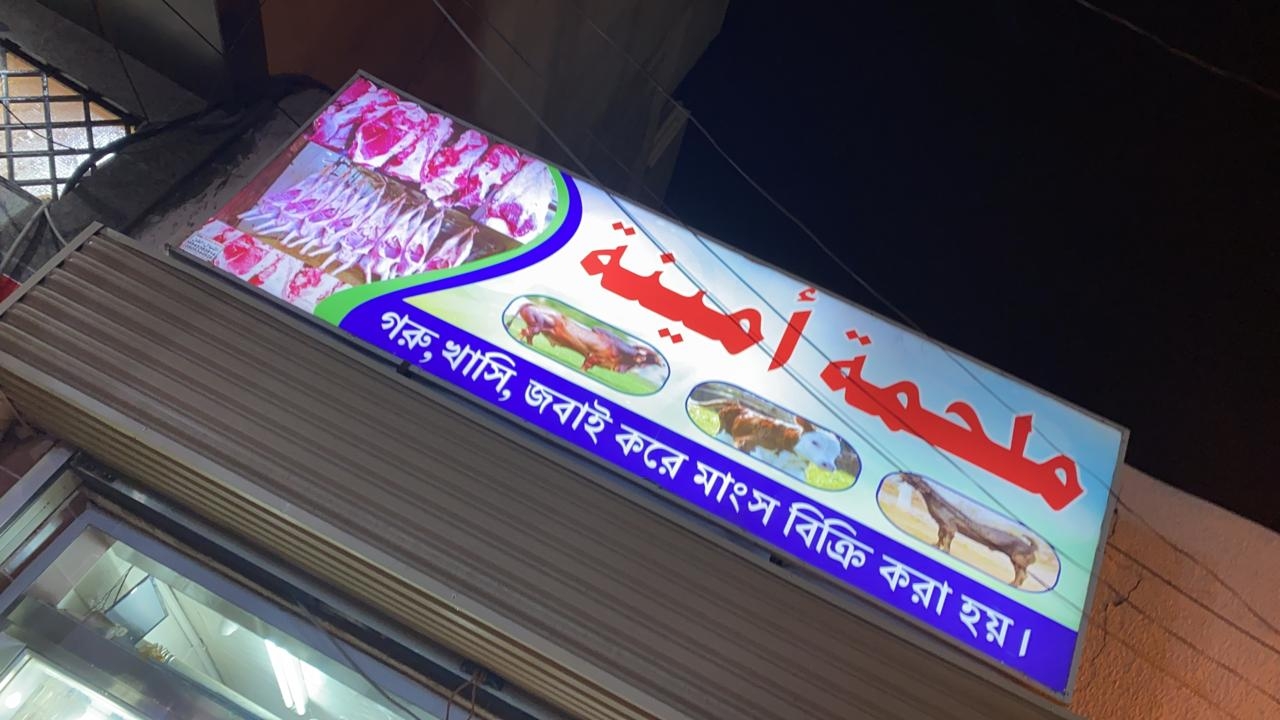 ملحمة أمينة
গরু, খাসি, জবাই করে মাংস বিক্রি করা হয়।